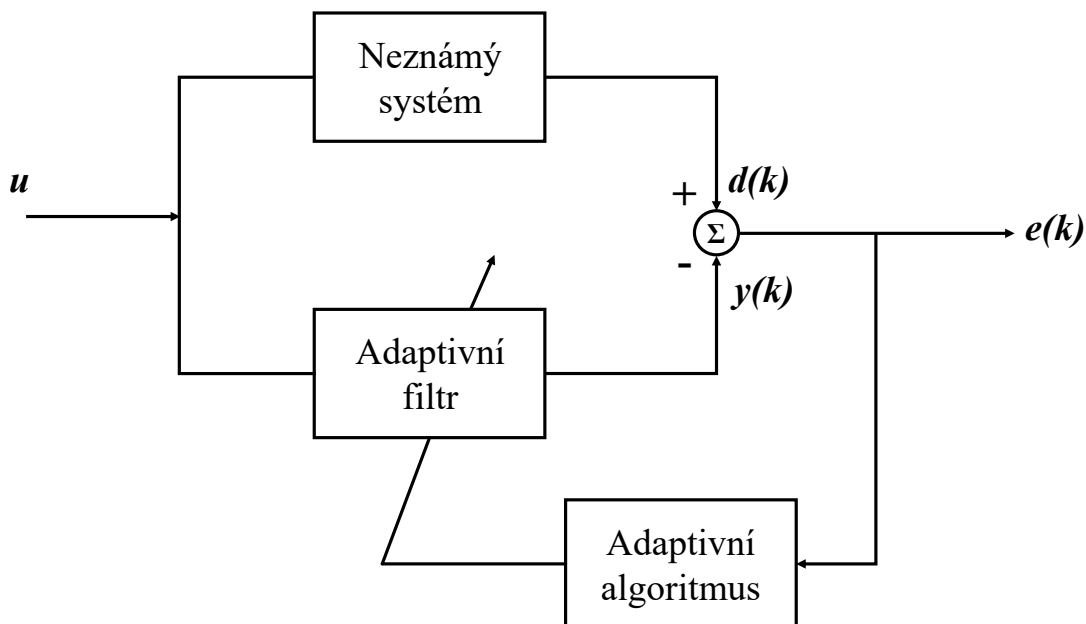 Neznámý
systém
u
+
d(k)
Σ
e(k)
-
y(k)
Adaptivní
filtr
Adaptivní
algoritmus